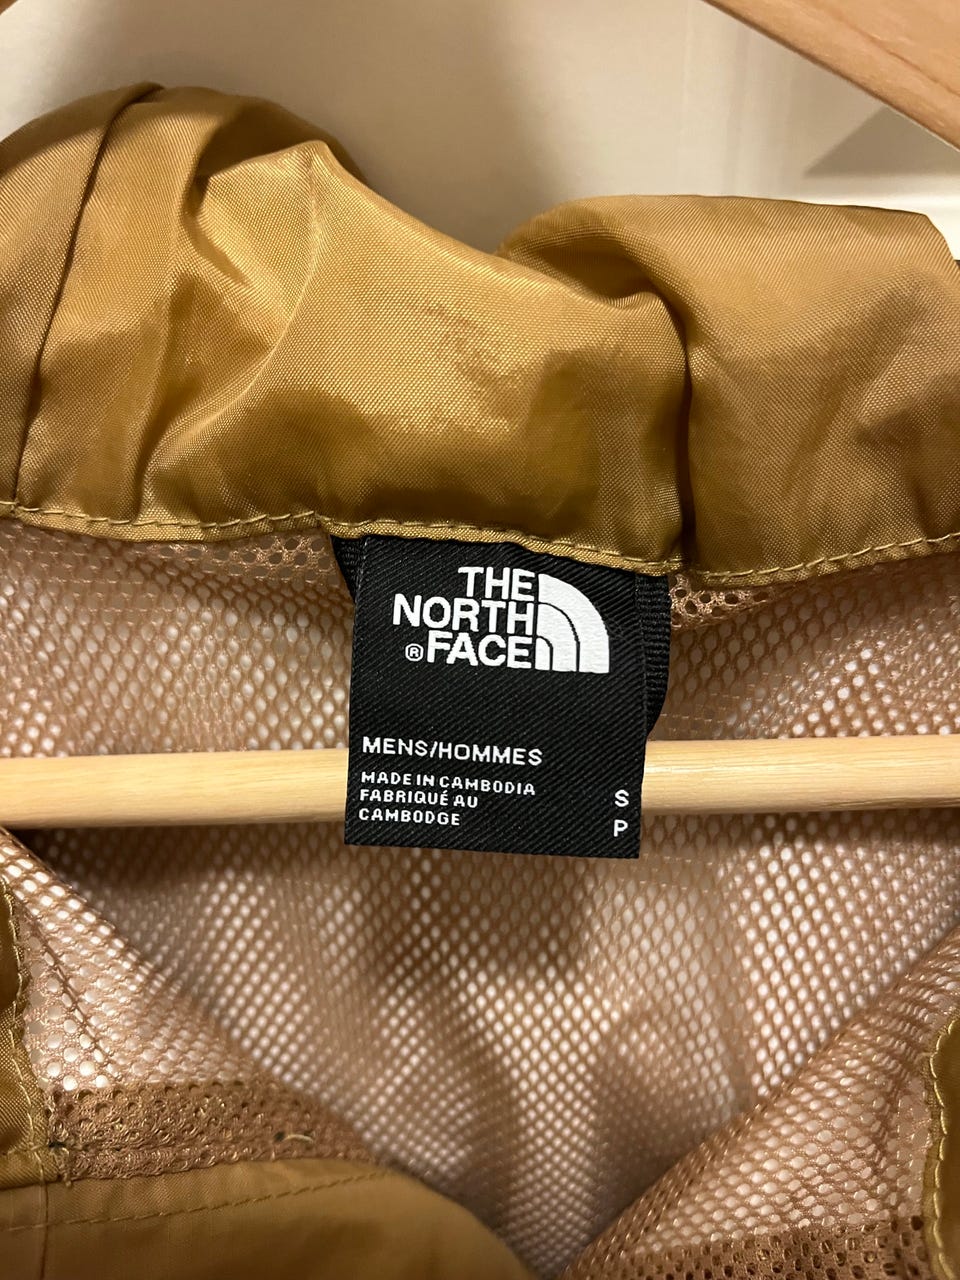 THE
NORTH
®FACE
MENS/HOMMES
MADE IN CAMBODIA
FABRIQUÉ AU
CAMBODGE
S
P